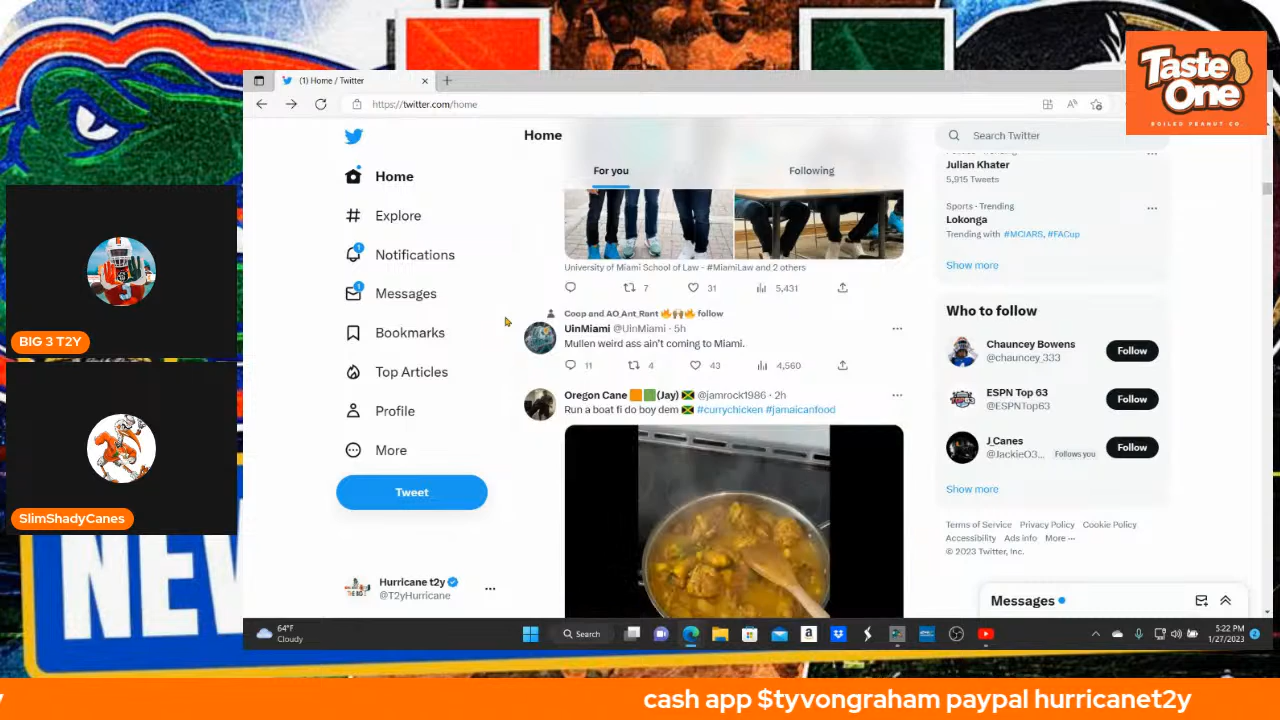 Taste
One
BOILED PEANUT CO.
(1) Home / Twitter
https://twitter.com/home
Home
For you
Following
Search Twitter
Home
Explore
Notifications
1
Messages
1
Bookmarks
Top Articles
Profile
More
Tweet
Hurricane t2y
@T2yHurricane
University of Miami School of Law - #MiamiLaw and 2 others
7
31
5,431
Coop and AO_Ant_Rant 🔥🙌🏾🔥 follow
UinMiami @UinMiami · 5h
Mullen weird ass ain't coming to Miami.
11
4
43
4,560
Oregon Cane 🟧🟩(Jay) 🇯🇲 @jamrock1986 · 2h
Run a boat fi do boy dem 🇯🇲 #currychicken #jamaicanfood
Julian Khater
5,915 Tweets
Sports · Trending
Lokonga
Trending with #MCIARS, #FACup
Show more
Who to follow
Chauncey Bowens
@chauncey_333
Follow
ESPN Top 63
@ESPNTop63
Follow
J_Canes
@JackieO3... Follows you
Follow
Show more
Terms of Service Privacy Policy Cookie Policy
Accessibility Ads info More ···
© 2023 Twitter, Inc.
Messages
BIG 3 T2Y
SlimShadyCanes
NEW
64°F
Cloudy
Search
5:22 PM
1/27/2023
2
y
cash app $tyvongraham paypal hurricanet2y